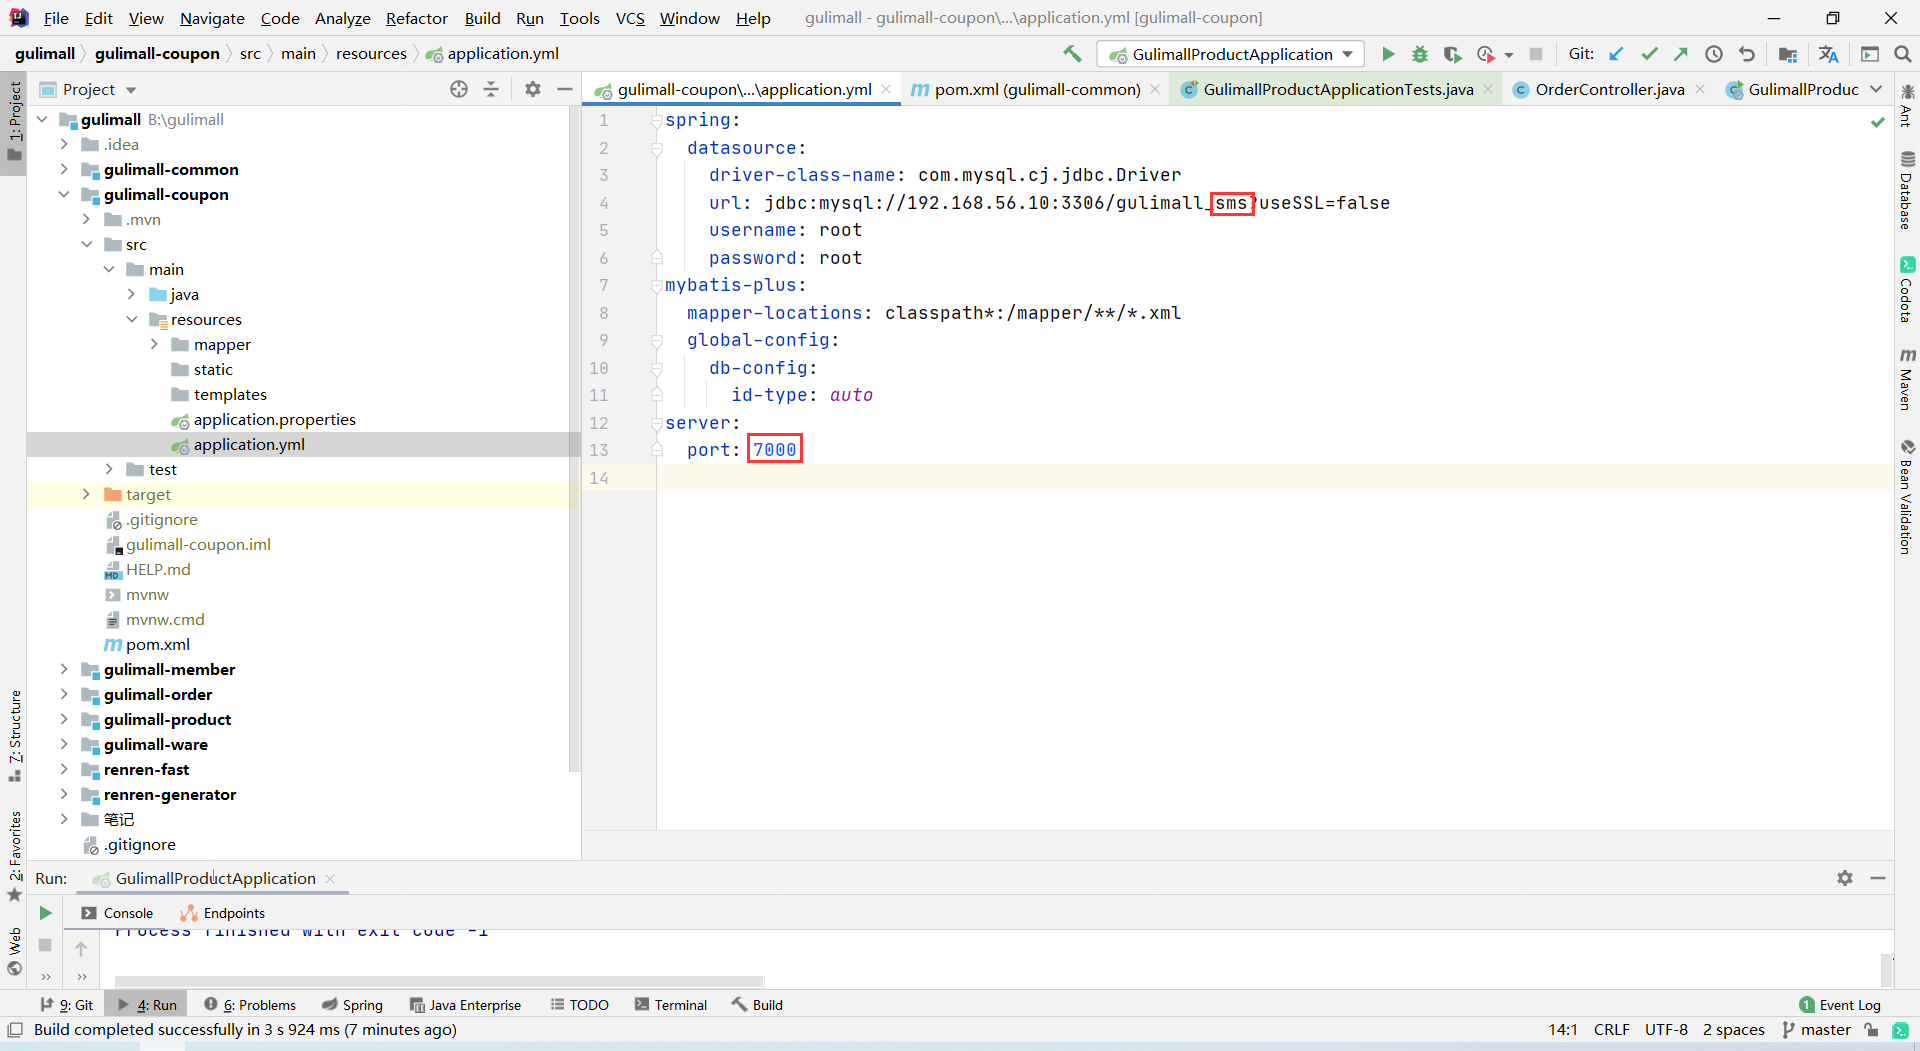 File Edit View Navigate Code Analyze Refactor Build Run Tools VCS Window Help gulimall - gulimall-coupon\...\application.yml [gulimall-coupon]
gulimall gulimall-coupon src main resources application.yml GulimallProductApplication Git:
1: Project
Project
gulimall B:\gulimall
.idea
gulimall-common
gulimall-coupon
.mvn
src
main
java
resources
mapper
static
templates
application.properties
application.yml
test
target
.gitignore
gulimall-coupon.iml
HELP.md
mvnw
mvnw.cmd
pom.xml
gulimall-member
gulimall-order
gulimall-product
gulimall-ware
renren-fast
renren-generator
笔记
.gitignore
7: Structure
2: Favorites
Web
gulimall-coupon\...\application.yml pom.xml (gulimall-common) GulimallProductApplicationTests.java OrderController.java GulimallProduc
1 spring:
2 datasource:
3 driver-class-name: com.mysql.cj.jdbc.Driver
4 url: jdbc:mysql://192.168.56.10:3306/gulimall_sms?useSSL=false
5 username: root
6 password: root
7 mybatis-plus:
8 mapper-locations: classpath*:/mapper/**/*.xml
9 global-config:
10 db-config:
11 id-type: auto
12 server:
13 port: 7000
14
Ant
Database
Codota
Maven
Bean Validation
Run: GulimallProductApplication
Console Endpoints
Process finished with exit code -1
9: Git 4: Run 6: Problems Spring Java Enterprise TODO Terminal Build 1 Event Log
Build completed successfully in 3 s 924 ms (7 minutes ago) 14:1 CRLF UTF-8 2 spaces master